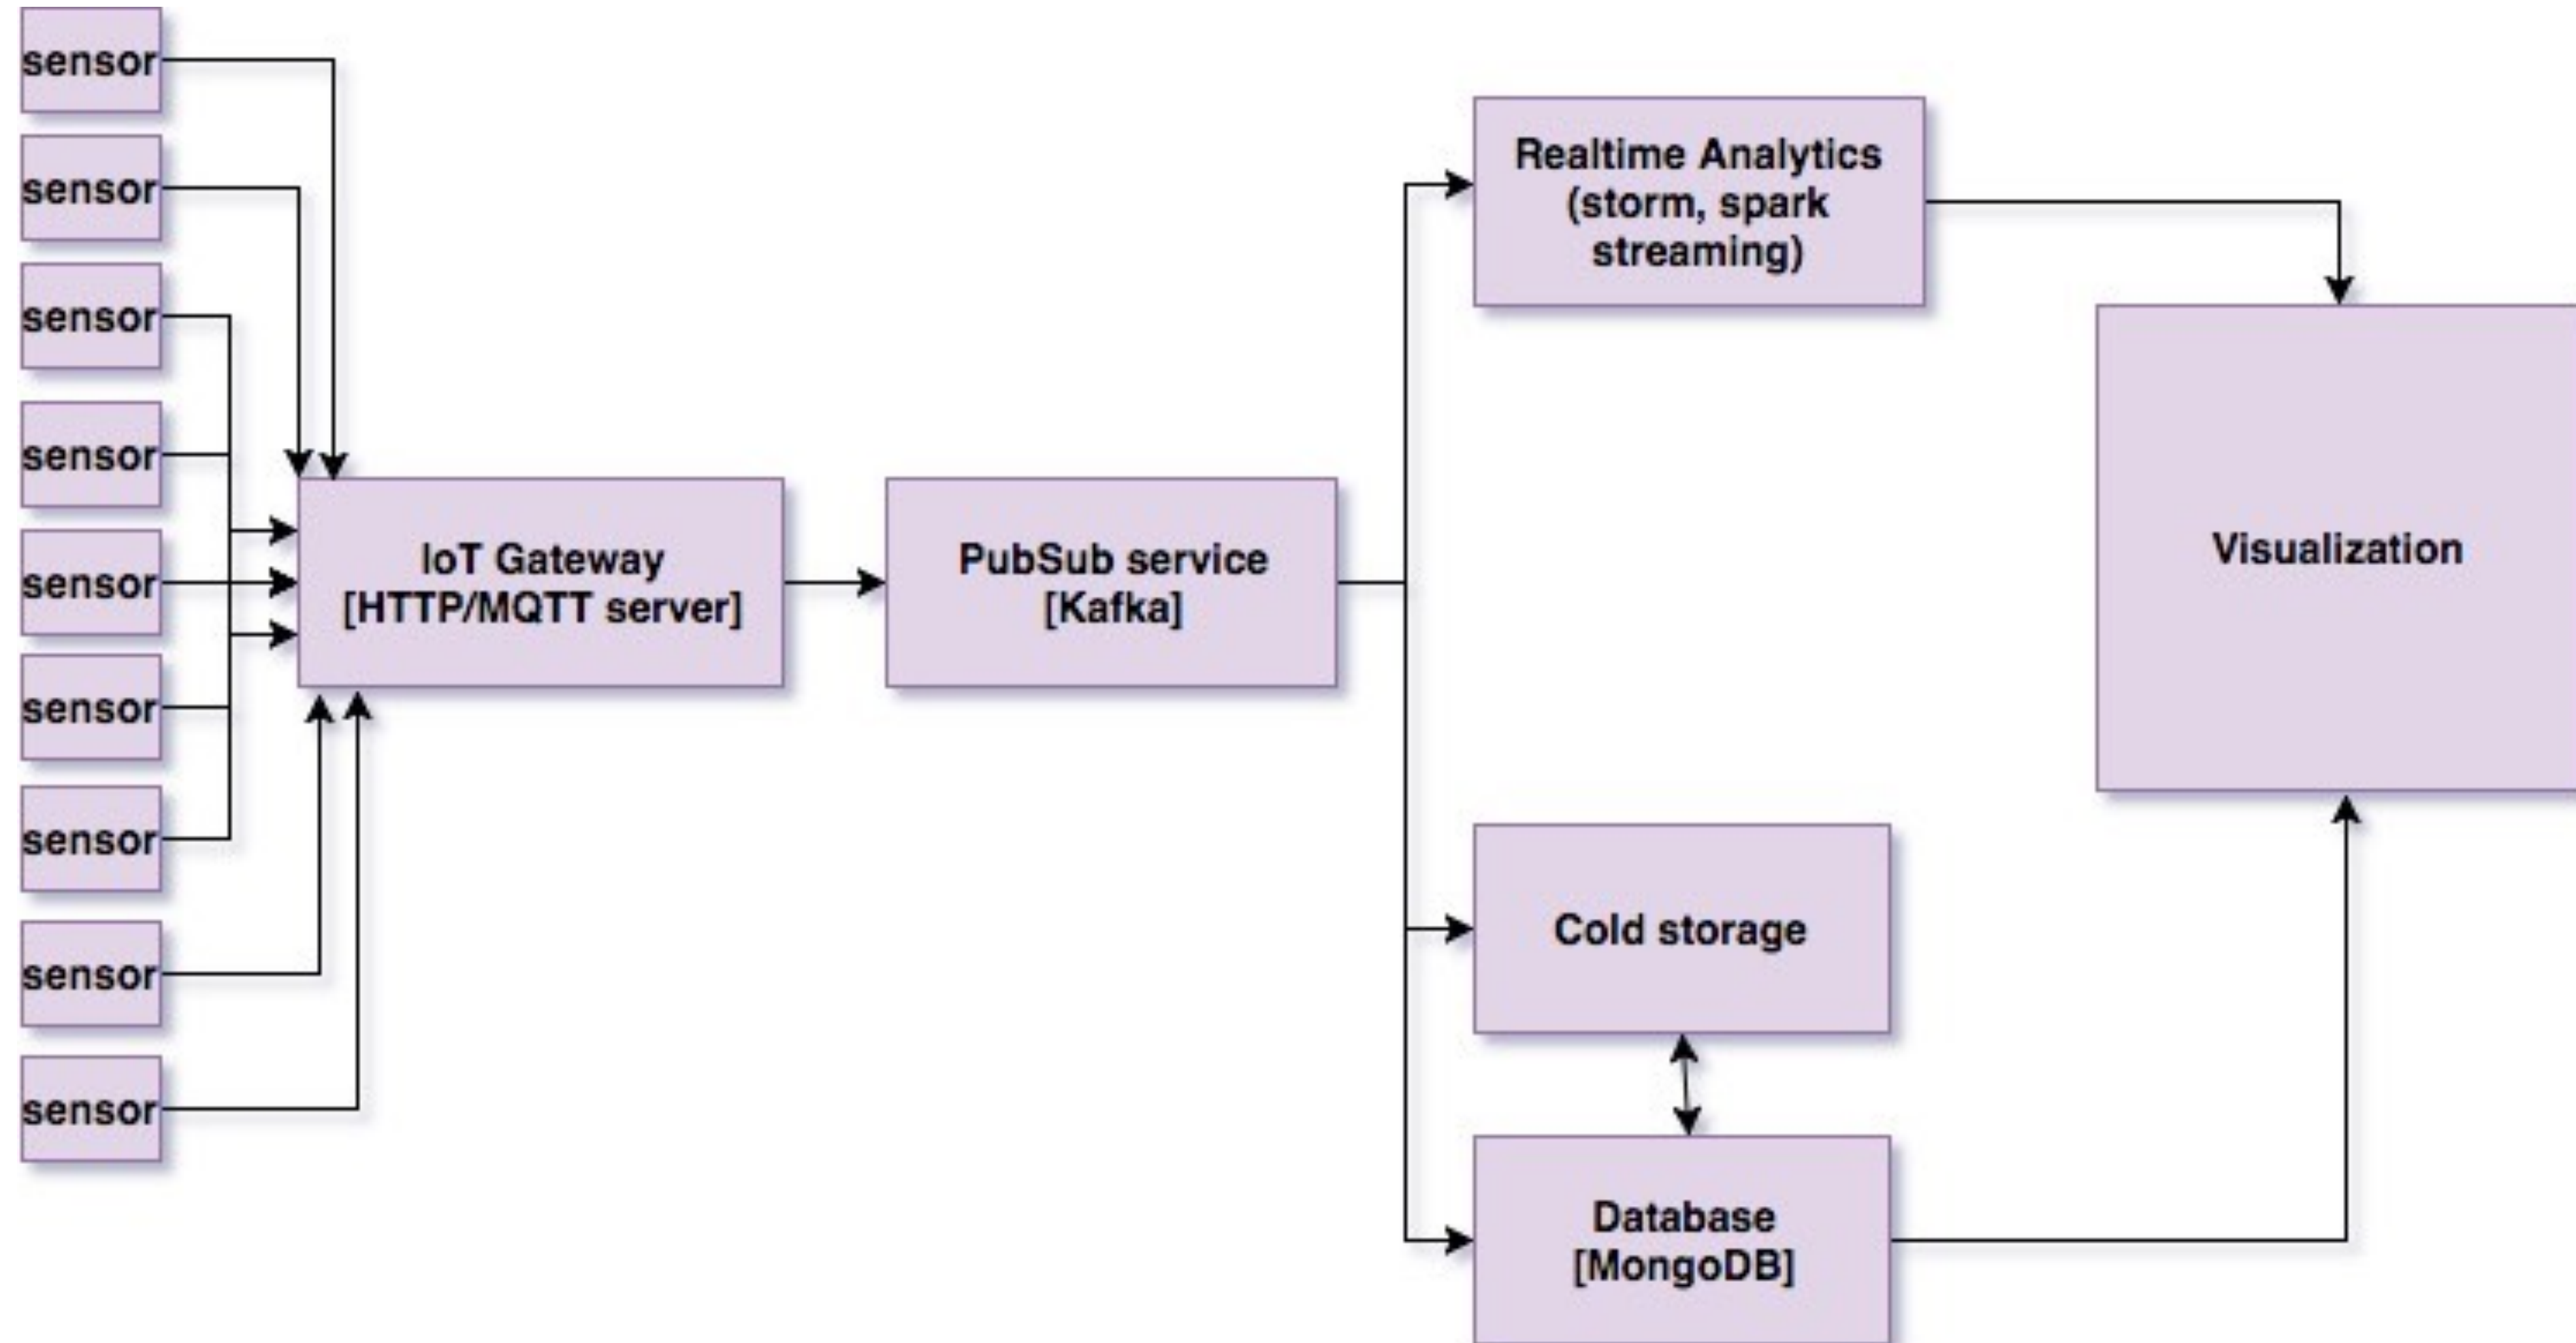 sensor
sensor
sensor
sensor
sensor
sensor
sensor
sensor
sensor
IoT Gateway
[HTTP/MQTT server]
PubSub service
[Kafka]
Realtime Analytics
(storm, spark
streaming)
Cold storage
Database
[MongoDB]
Visualization